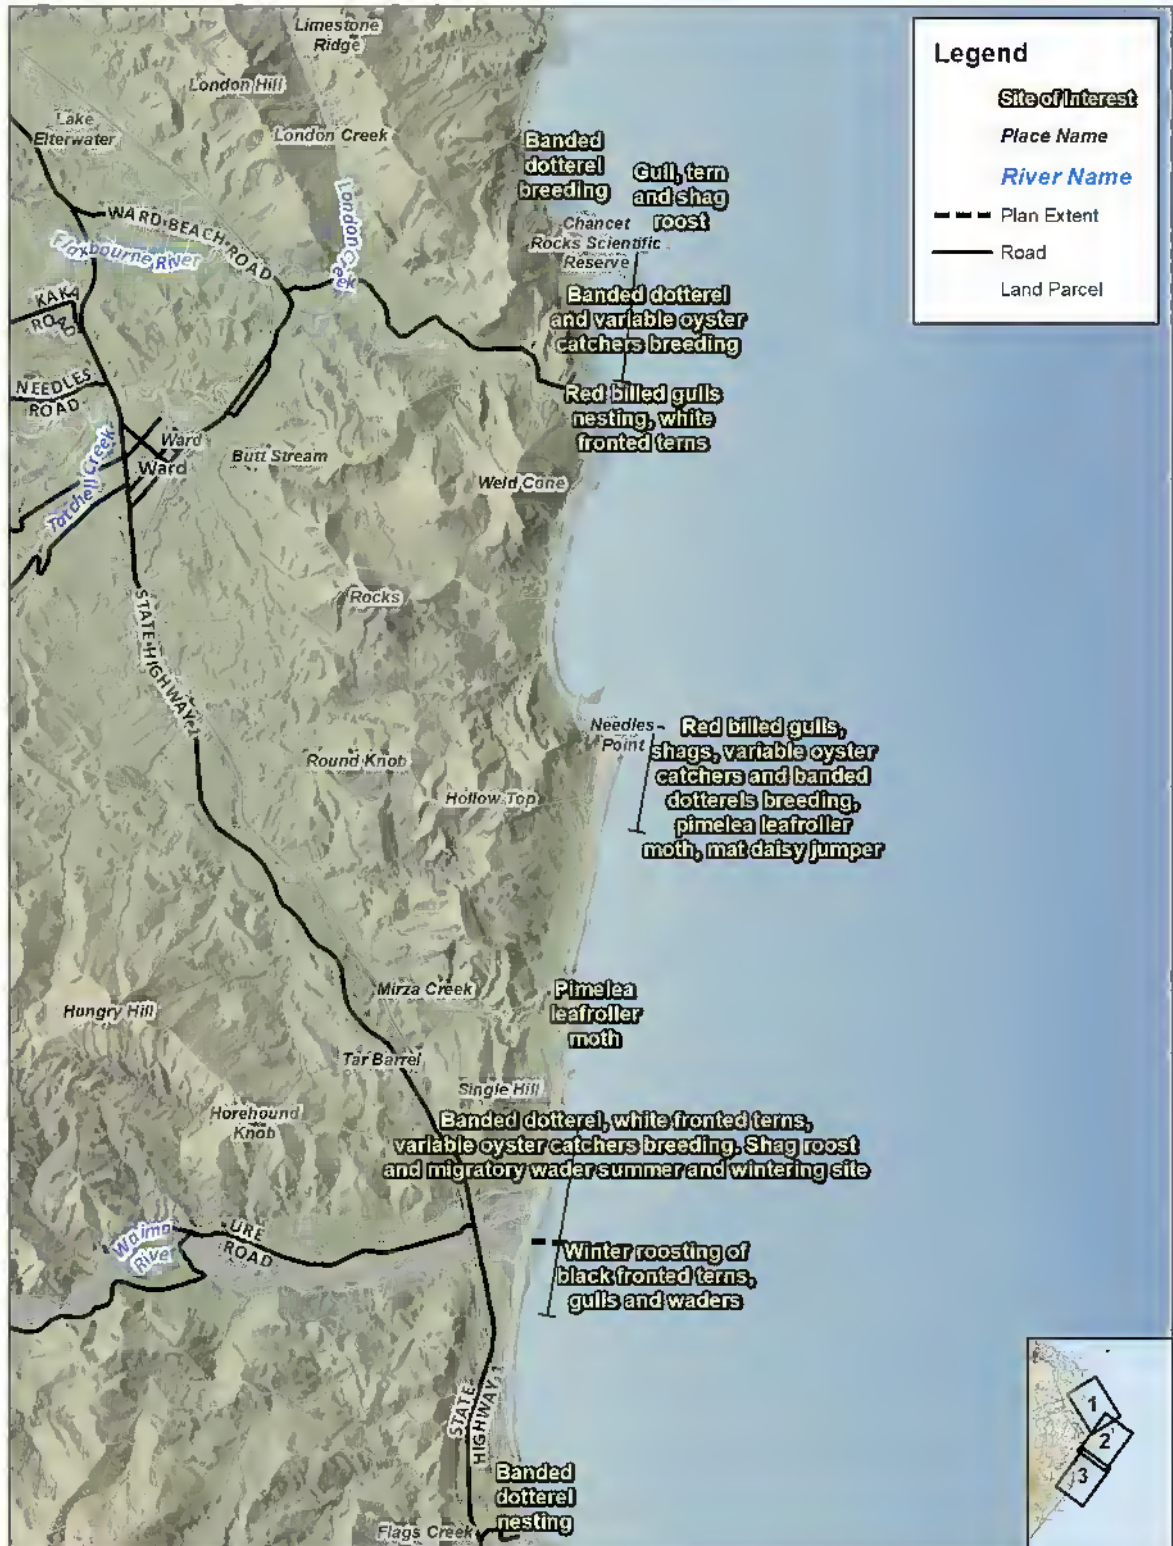 Limestone
Ridge
London Hill
Lake
Elterwater
London Creek
Banded
dotterel
breeding
Gull, tern
and shag
roost
London
Creek
WARD BEACH ROAD
Flaxbourne River
Chancet
Rocks Scientific
Reserve
KAKA
ROAD
Banded dotterel
and variable oyster
catchers breeding
NEEDLES
ROAD
Red billed gulls
nesting, white
fronted terns
Ward
Ward
Butt Stream
Tatchell Creek
Weld Cone
Rocks
STATE HIGHWAY 1
Needles
Point
Red billed gulls,
shags, variable oyster
catchers and banded
dotterels breeding,
pimelea leafroller
moth, mat daisy jumper
Round Knob
Hollow Top
Mirza Creek
Pimelea
leafroller
moth
Hungry Hill
Tar Barrel
Single Hill
Horehound
Knob
Banded dotterel, white fronted terns,
variable oyster catchers breeding. Shag roost
and migratory wader summer and wintering site
Waima
River
URE
ROAD
Winter roosting of
black fronted terns,
gulls and waders
STATE
HIGHWAY 1
Banded
dotterel
nesting
Flags Creek
Legend
Site of Interest
Place Name
River Name
Plan Extent
Road
Land Parcel
1
2
3